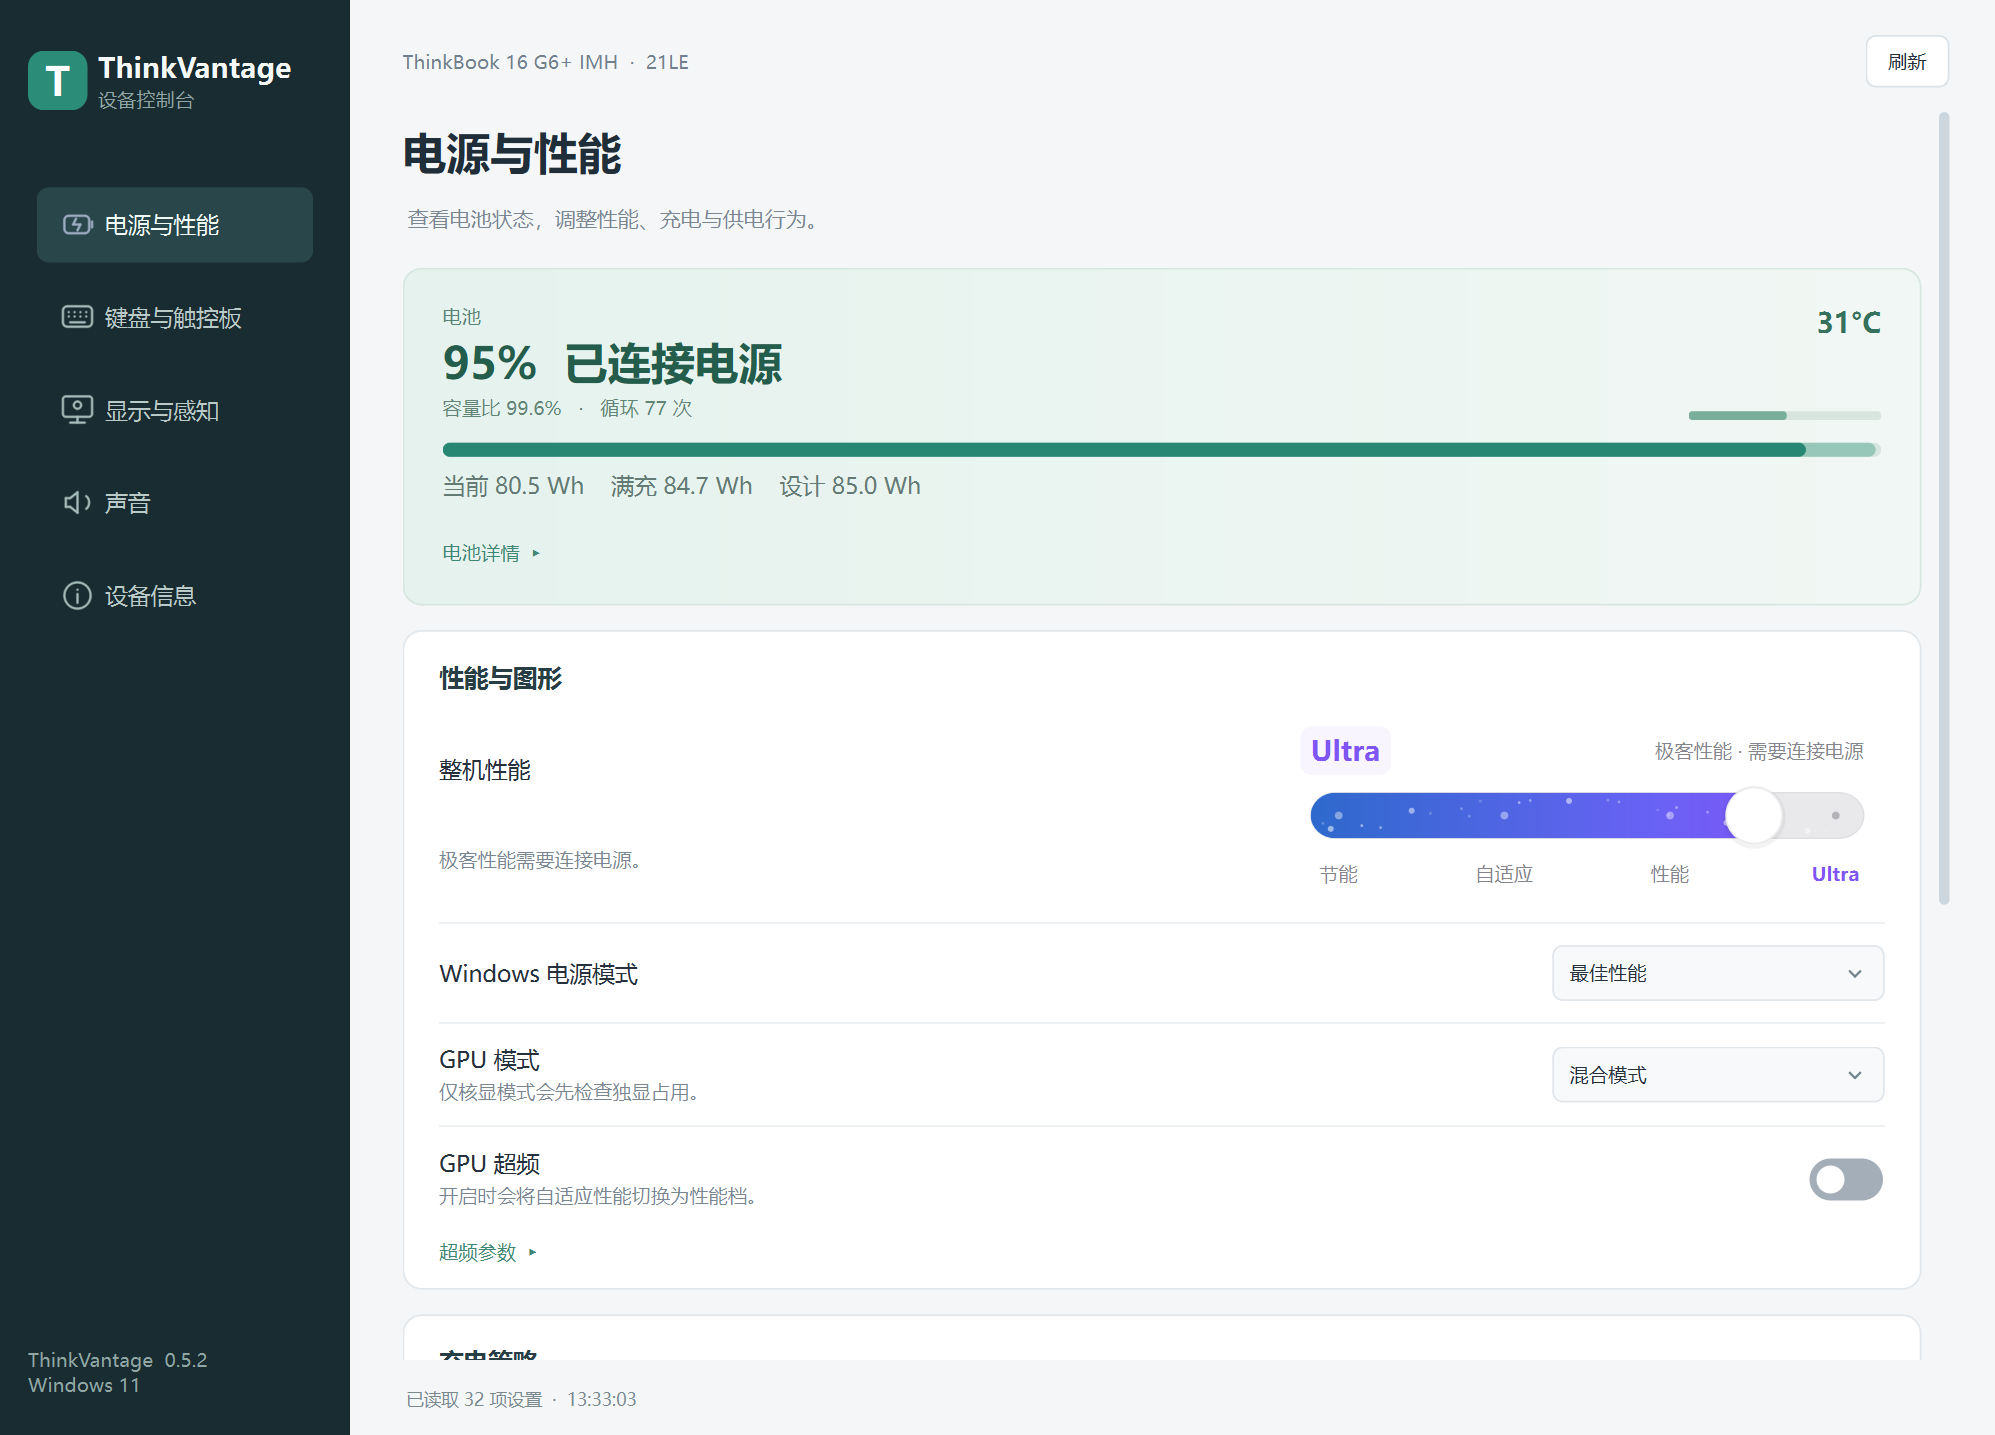 ThinkVantage
设备控制台
电源与性能
键盘与触控板
显示与感知
声音
设备信息
ThinkVantage 0.5.2
Windows 11
ThinkBook 16 G6+ IMH · 21LE
刷新
电源与性能
查看电池状态，调整性能、充电与供电行为。
电池
31°C
95% 已连接电源
容量比 99.6% · 循环 77 次
当前 80.5 Wh 满充 84.7 Wh 设计 85.0 Wh
电池详情
性能与图形
整机性能
Ultra
极客性能 · 需要连接电源
极客性能需要连接电源。
节能 自适应 性能 Ultra
Windows 电源模式
最佳性能
GPU 模式
仅核显模式会先检查独显占用。
混合模式
GPU 超频
开启时会将自适应性能切换为性能档。
超频参数
充电策略
已读取 32 项设置 · 13:33:03